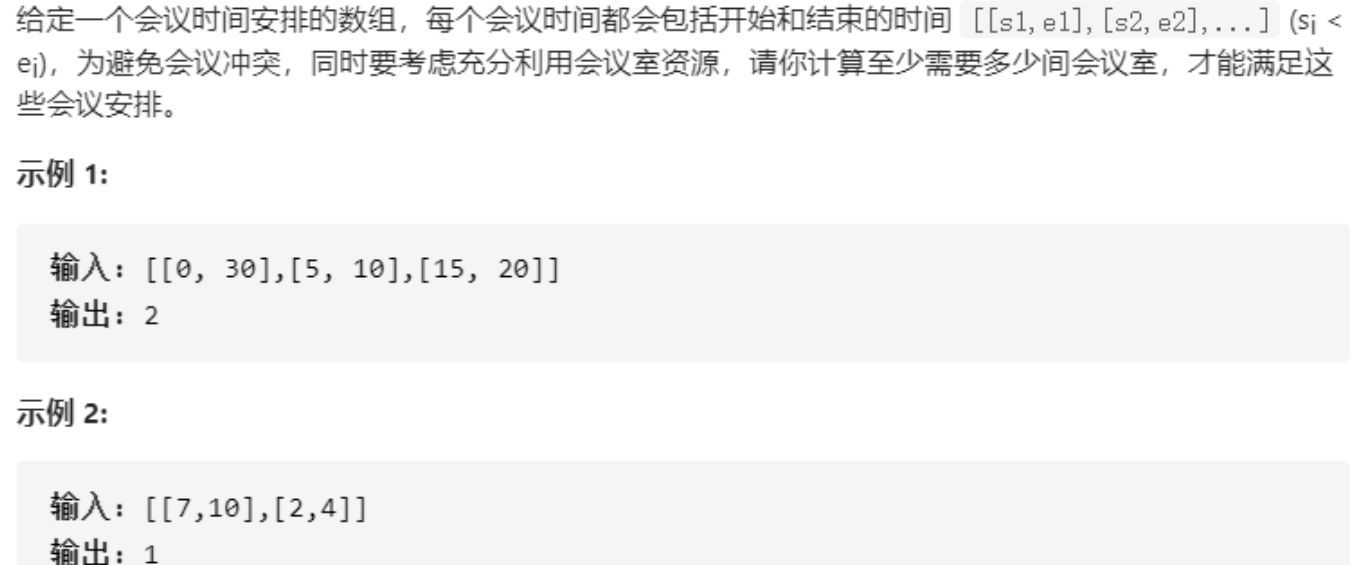 给定一个会议时间安排的数组，每个会议时间都会包括开始和结束的时间 [[s1,e1],[s2,e2],...] (si <
ei)，为避免会议冲突，同时要考虑充分利用会议室资源，请你计算至少需要多少间会议室，才能满足这
些会议安排。
示例 1:
输入: [[0, 30],[5, 10],[15, 20]]
输出: 2
示例 2:
输入: [[7,10],[2,4]]
输出: 1